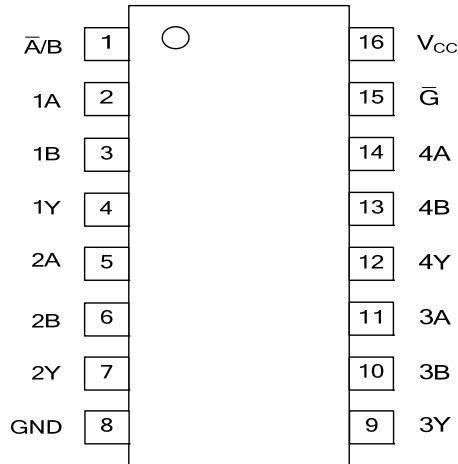 A̅/B 1 16 VCC
1A 2 15 G̅
1B 3 14 4A
1Y 4 13 4B
2A 5 12 4Y
2B 6 11 3A
2Y 7 10 3B
GND 8 9 3Y